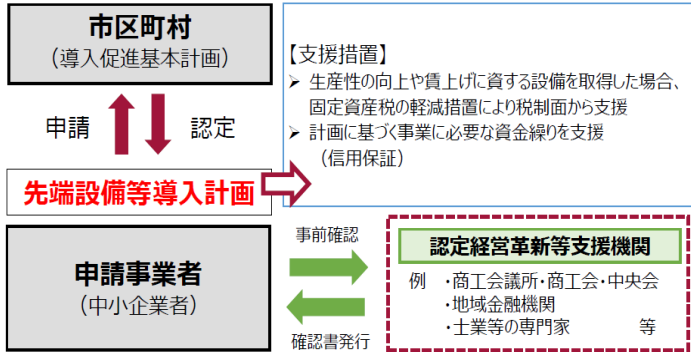 市区町村
（導入促進基本計画）
申請
認定
先端設備等導入計画
申請事業者
（中小企業者）
【支援措置】
➢ 生産性の向上や賃上げに資する設備を取得した場合、
固定資産税の軽減措置により税制面から支援
➢ 計画に基づく事業に必要な資金繰りを支援
（信用保証）
事前確認
確認書発行
認定経営革新等支援機関
例 ・商工会議所・商工会・中央会
・地域金融機関
・士業等の専門家 等